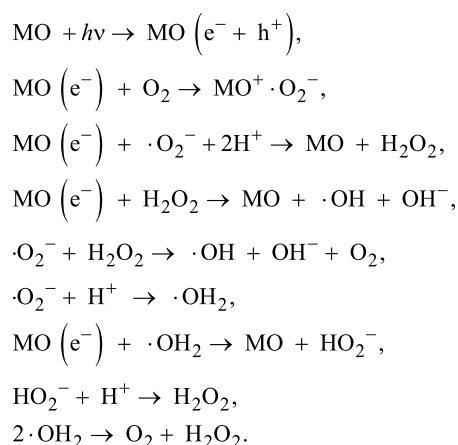 MO + hν → MO (e⁻ + h⁺),
MO (e⁻) + O₂ → MO⁺ · O₂⁻,
MO (e⁻) + ·O₂⁻ + 2H⁺ → MO + H₂O₂,
MO (e⁻) + H₂O₂ → MO + ·OH + OH⁻,
·O₂⁻ + H₂O₂ → ·OH + OH⁻ + O₂,
·O₂⁻ + H⁺ → ·OH₂,
MO (e⁻) + ·OH₂ → MO + HO₂⁻,
HO₂⁻ + H⁺ → H₂O₂,
2·OH₂ → O₂ + H₂O₂.